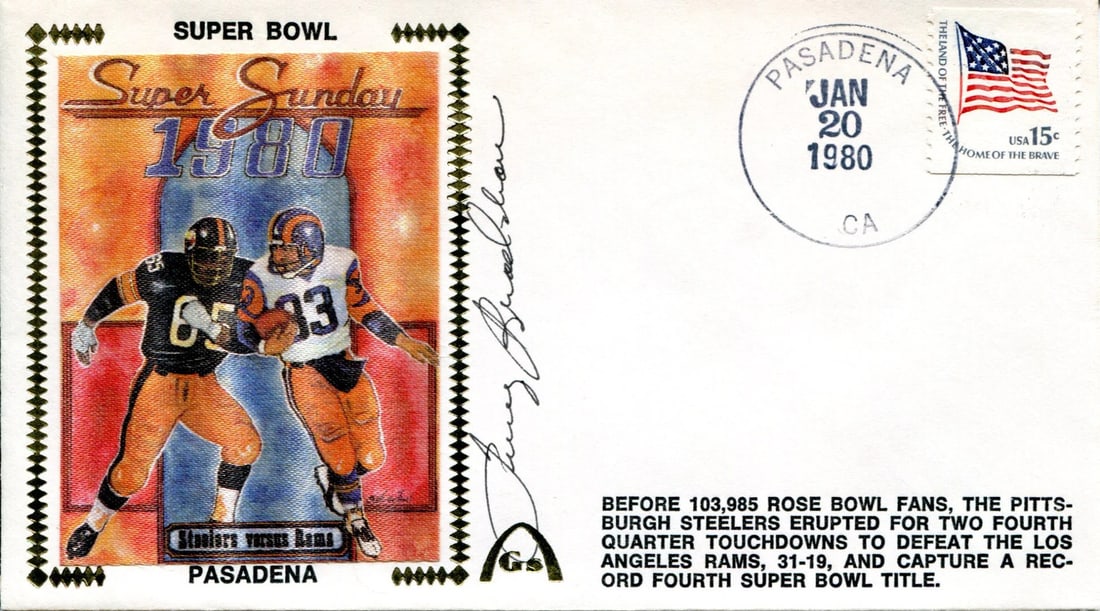 SUPER BOWL
Super Sunday
1980
65
33
Steelers versus Rams
PASADENA
Terry Bradshaw
PASADENA
JAN
20
1980
CA
THE LAND OF THE FREE·THE HOME OF THE BRAVE
USA 15c
BEFORE 103,985 ROSE BOWL FANS, THE PITTS-
BURGH STEELERS ERUPTED FOR TWO FOURTH
QUARTER TOUCHDOWNS TO DEFEAT THE LOS
ANGELES RAMS, 31-19, AND CAPTURE A REC-
ORD FOURTH SUPER BOWL TITLE.